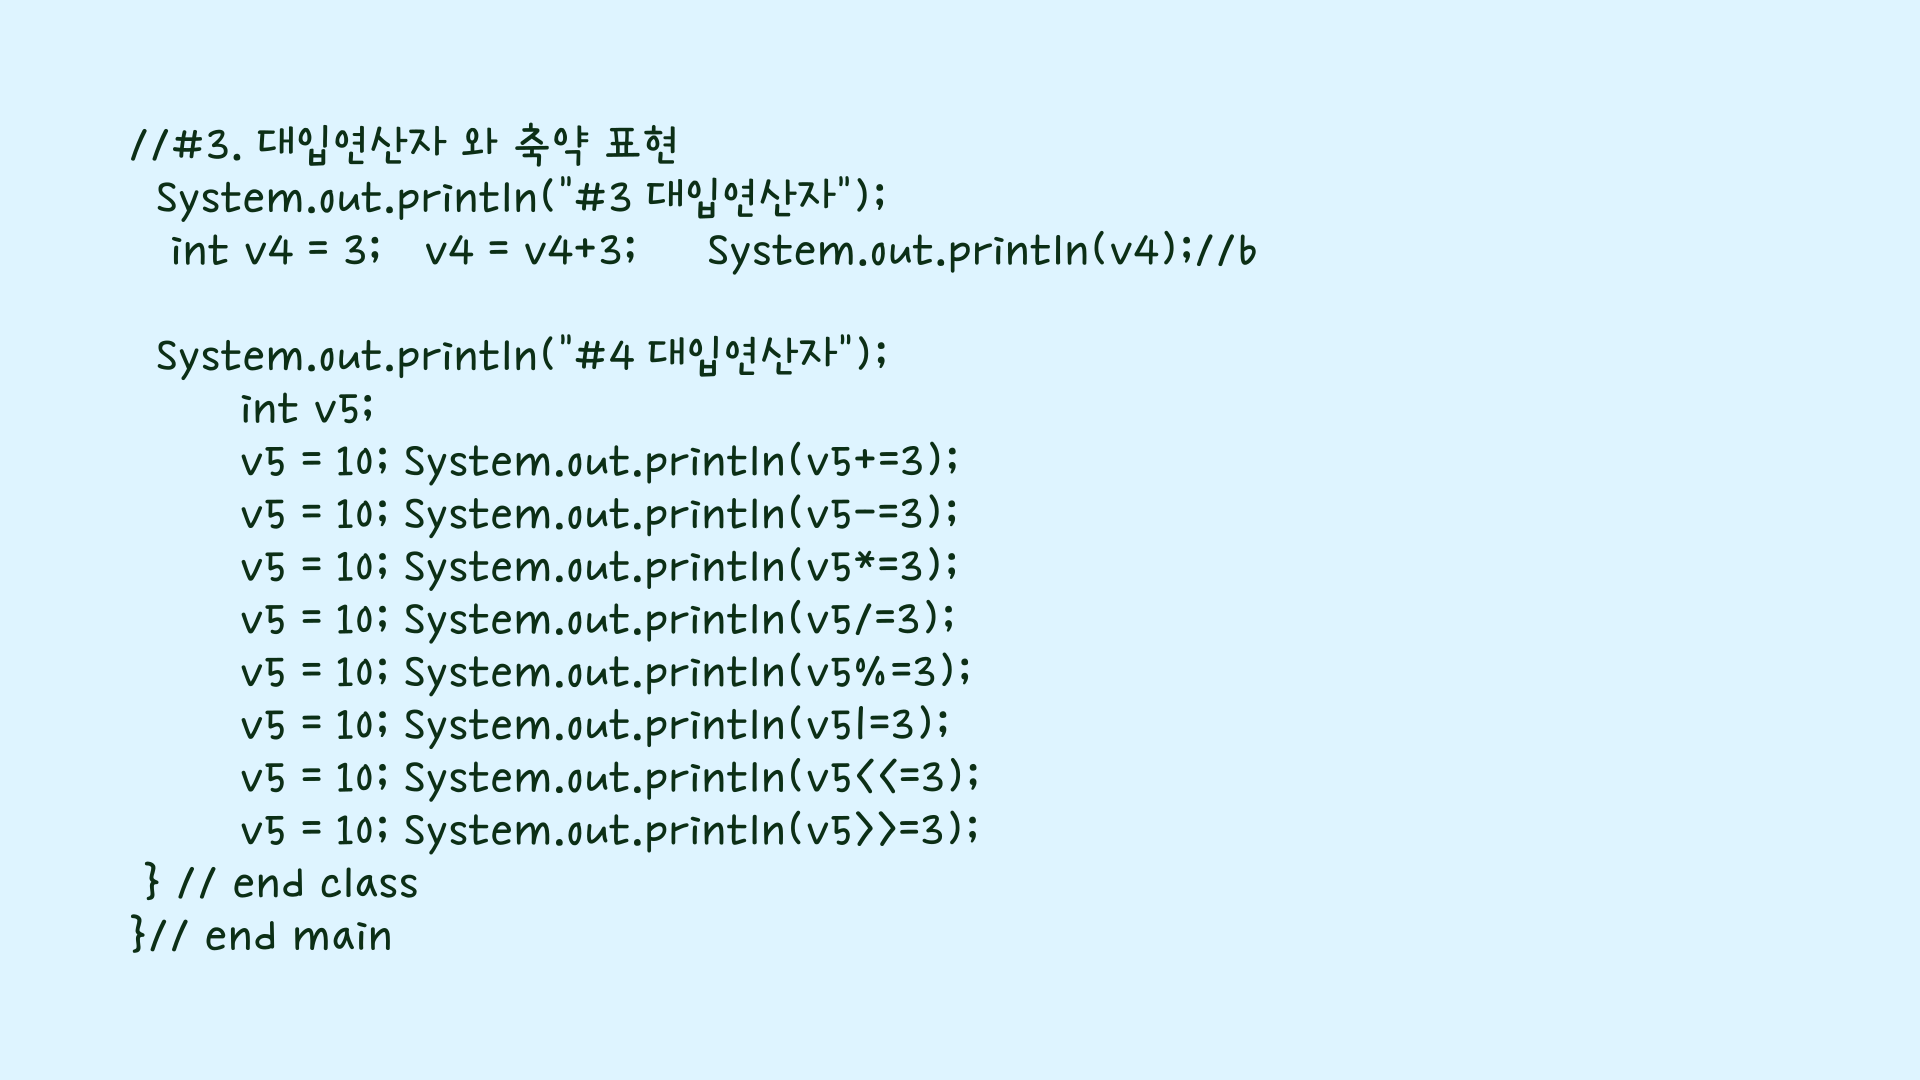 //#3. 대입연산자 와 축약 표현
System.out.println("#3 대입연산자");
int v4 = 3; v4 = v4+3; System.out.println(v4);//b
System.out.println("#4 대입연산자");
int v5;
v5 = 10; System.out.println(v5+=3);
v5 = 10; System.out.println(v5-=3);
v5 = 10; System.out.println(v5*=3);
v5 = 10; System.out.println(v5/=3);
v5 = 10; System.out.println(v5%=3);
v5 = 10; System.out.println(v5|=3);
v5 = 10; System.out.println(v5<<=3);
v5 = 10; System.out.println(v5>>=3);
} // end class
}// end main